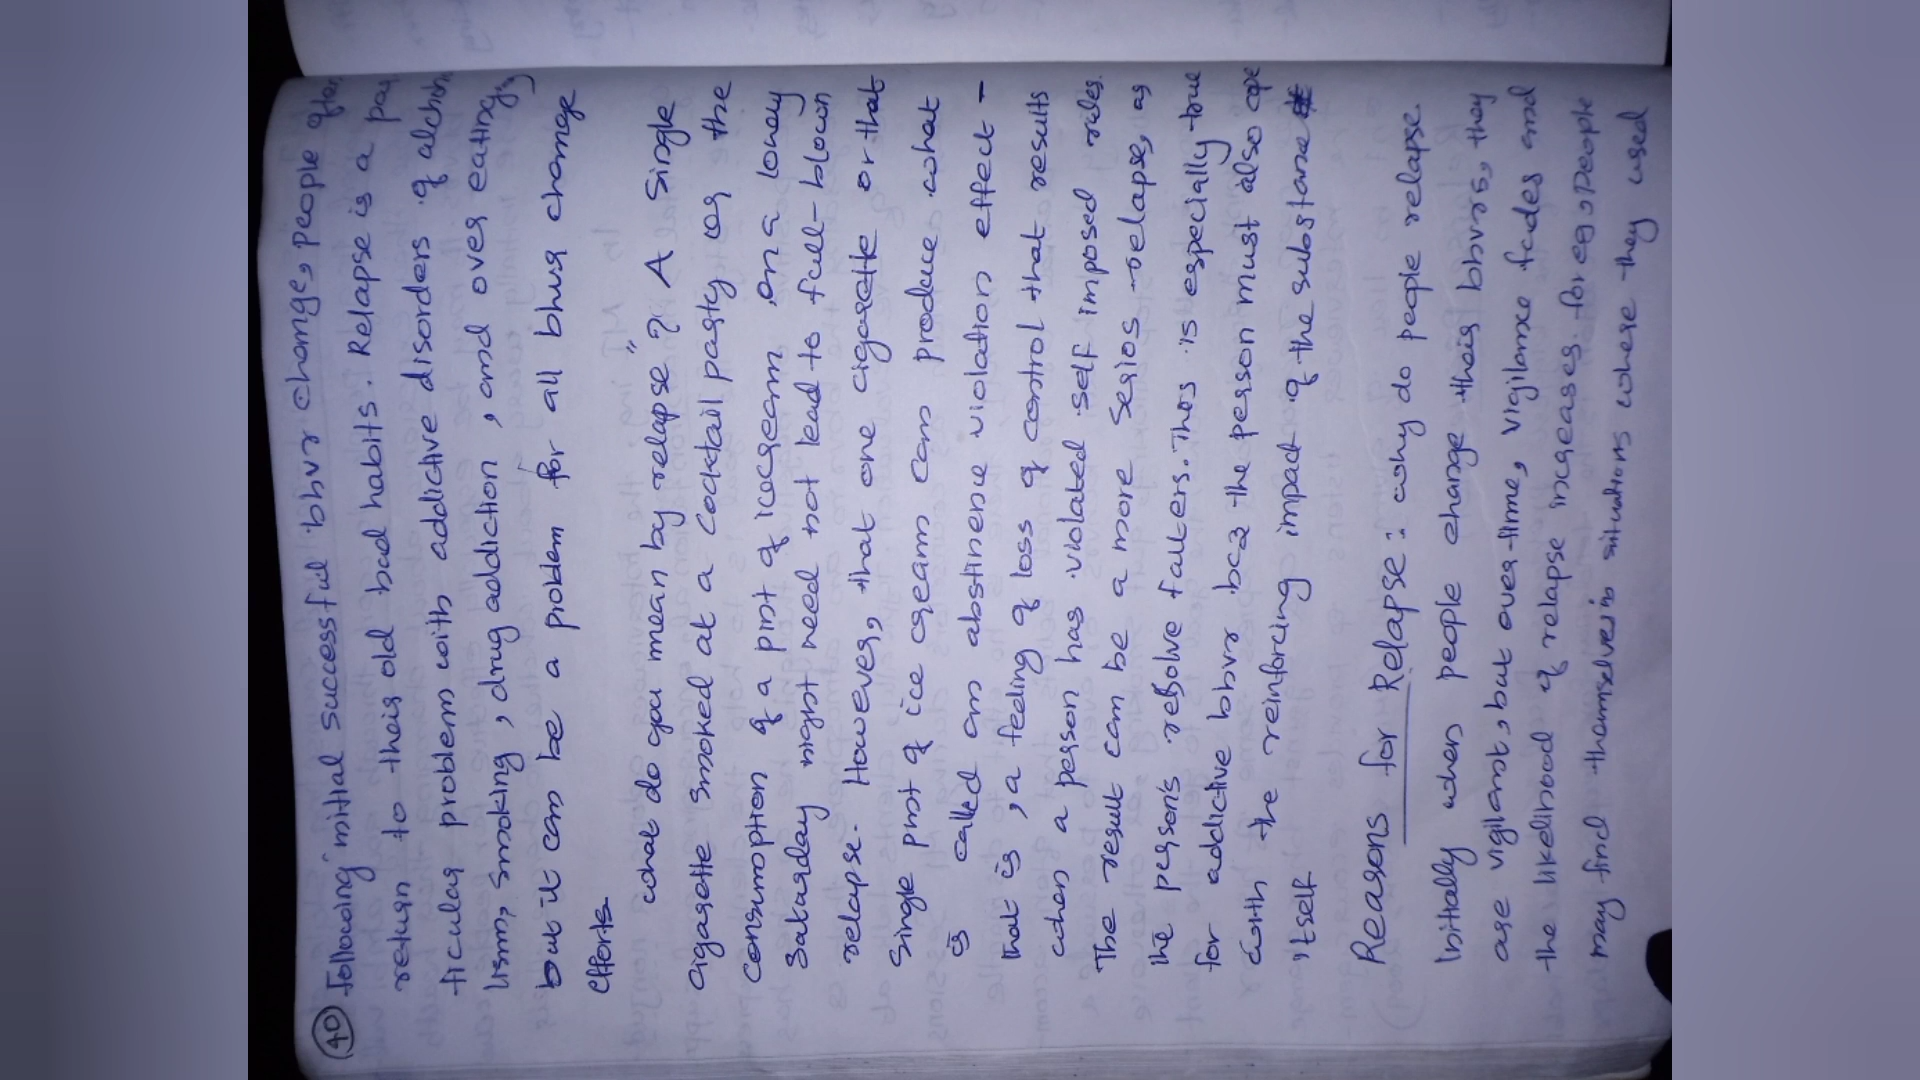 40
following initial successful bhvr change, people often
return to their old bad habits. Relapse is a par
ticular problem with addictive disorders of alcoho
lism, smoking, drug addiction, and over eating,
but it can be a problem for all bhvr change
efforts.
what do you mean by relapse? A Single
cigarette smoked at a cocktail party or the
consumption of a pint of icecream, on a lonely
Saturday night need not lead to full-blown
relapse. However, that one cigarette or that
Single pint of ice cream can produce what
is called an abstinence violation effect -
that is, a feeling of loss of control that results
when a person has violated self imposed rules.
The result can be a more serios relapse, as
the person's resolve falters. Thos is especially true
for addictive bhvr bcz the person must also cope
with the reinforcing impact of the substance
itself
Reasons for Relapse: why do people relapse.
Initially when people change their bhvrs, they
are vigilant, but over-time, vigilance fades and
the likelihood of relapse increases. for eg, people
may find themselves in situations where they used